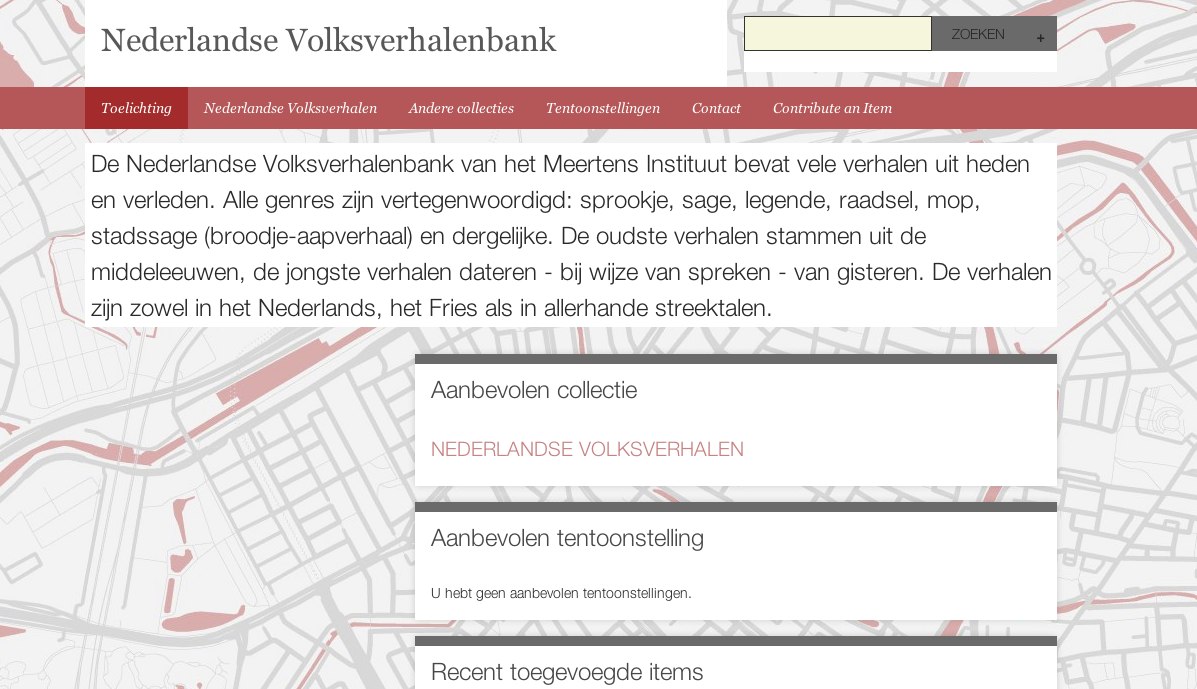 Nederlandse Volksverhalenbank
ZOEKEN +
Toelichting Nederlandse Volksverhalen Andere collecties Tentoonstellingen Contact Contribute an Item
De Nederlandse Volksverhalenbank van het Meertens Instituut bevat vele verhalen uit heden
en verleden. Alle genres zijn vertegenwoordigd: sprookje, sage, legende, raadsel, mop,
stadssage (broodje-aapverhaal) en dergelijke. De oudste verhalen stammen uit de
middeleeuwen, de jongste verhalen dateren - bij wijze van spreken - van gisteren. De verhalen
zijn zowel in het Nederlands, het Fries als in allerhande streektalen.
Aanbevolen collectie
NEDERLANDSE VOLKSVERHALEN
Aanbevolen tentoonstelling
U hebt geen aanbevolen tentoonstellingen.
Recent toegevoegde items